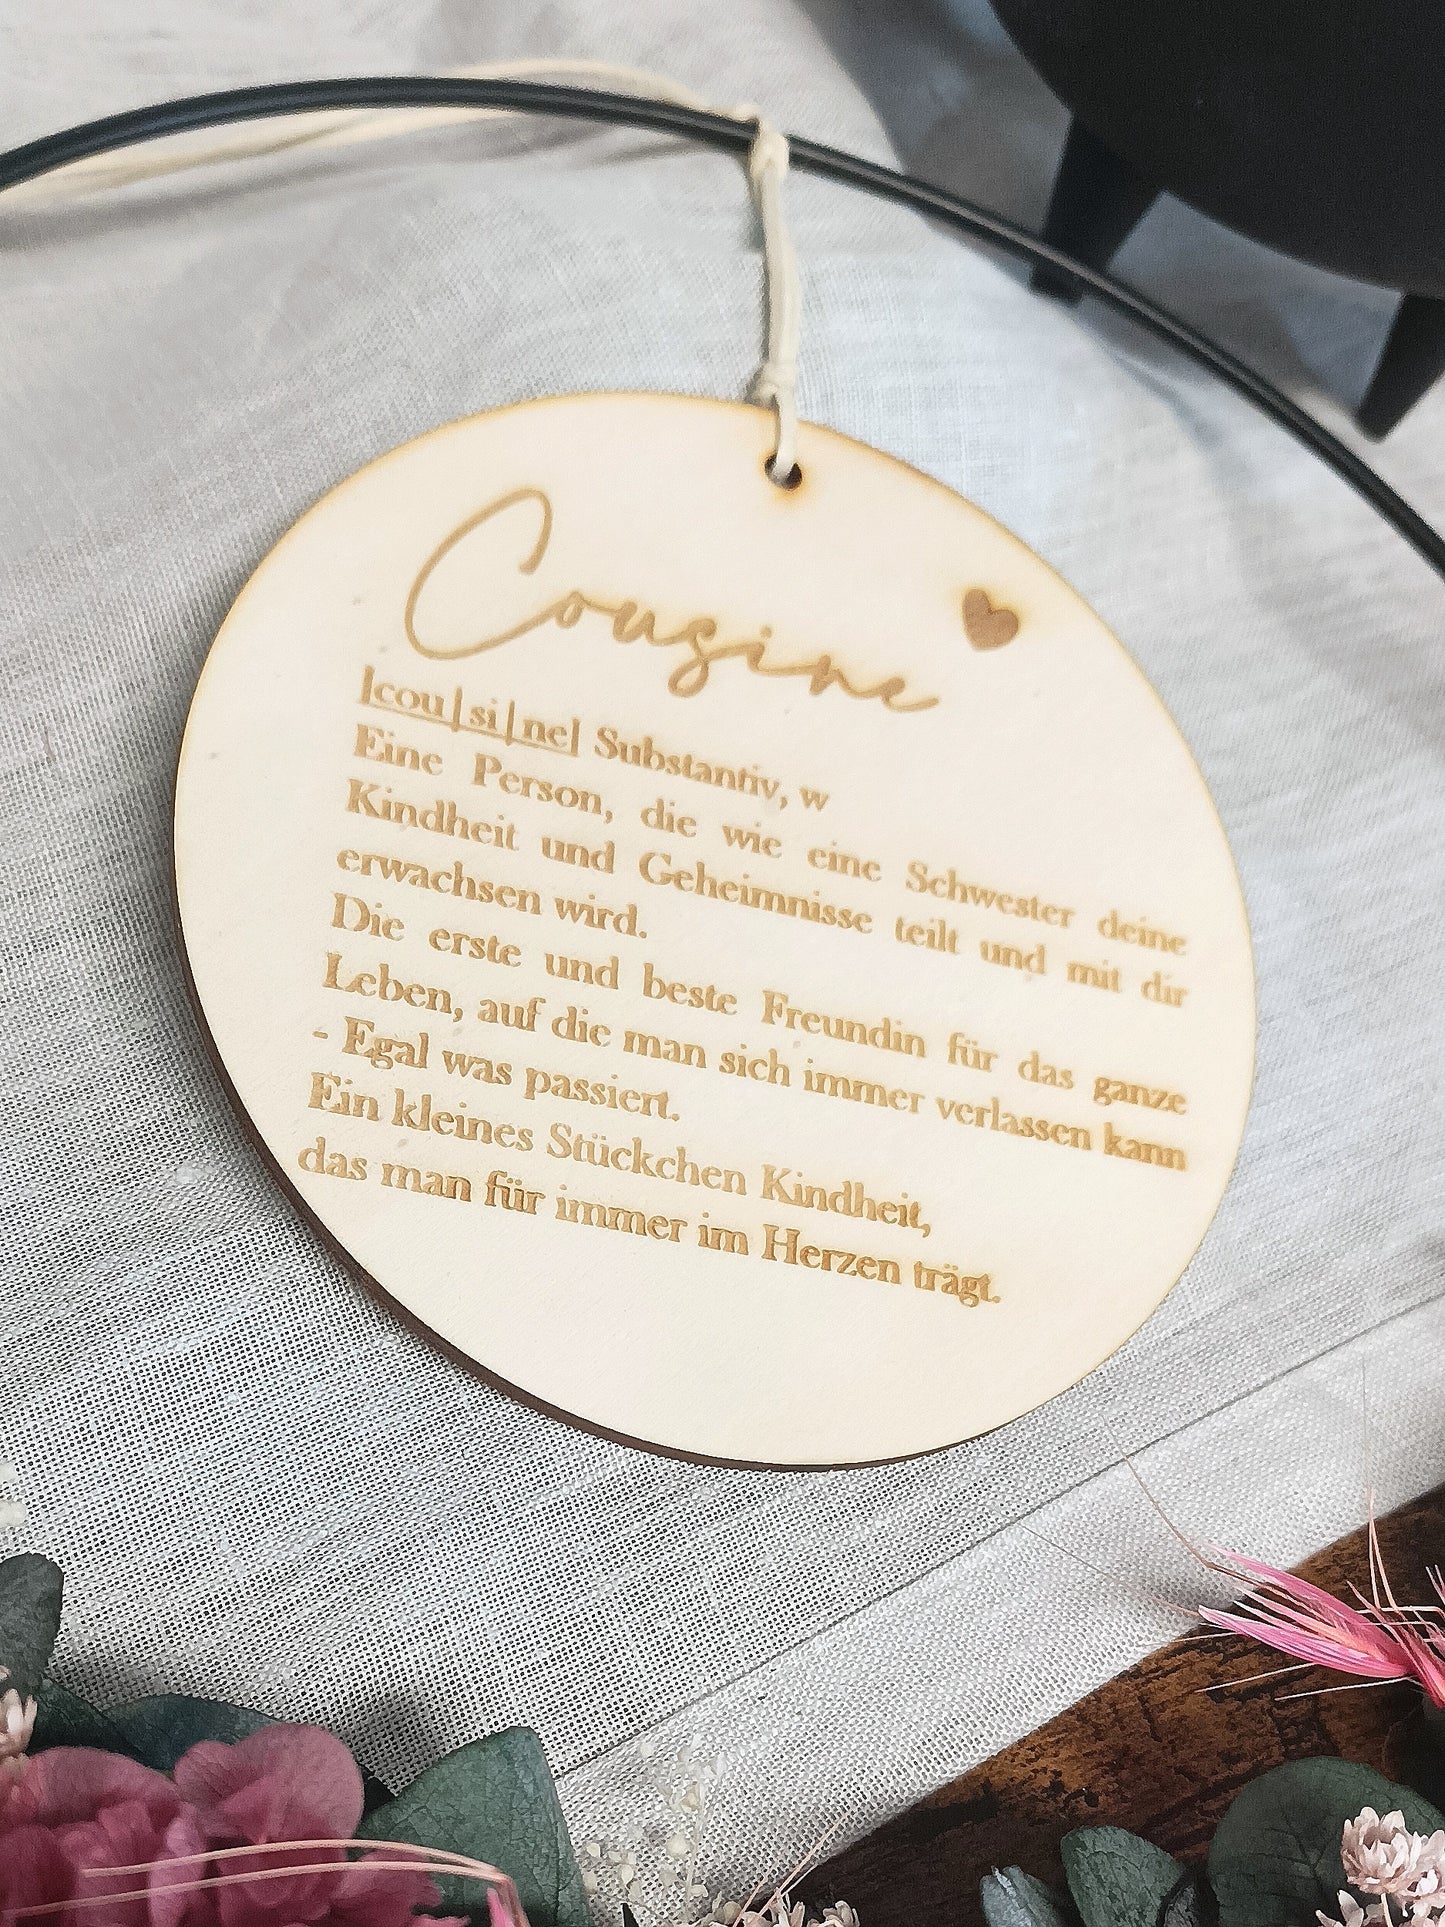 Cousine
|cou|si|ne| Substantiv, w
Eine Person, die wie eine Schwester deine
Kindheit und Geheimnisse teilt und mit dir
erwachsen wird.
Die erste und beste Freundin für das ganze
Leben, auf die man sich immer verlassen kann
- Egal was passiert.
Ein kleines Stückchen Kindheit,
das man für immer im Herzen trägt.